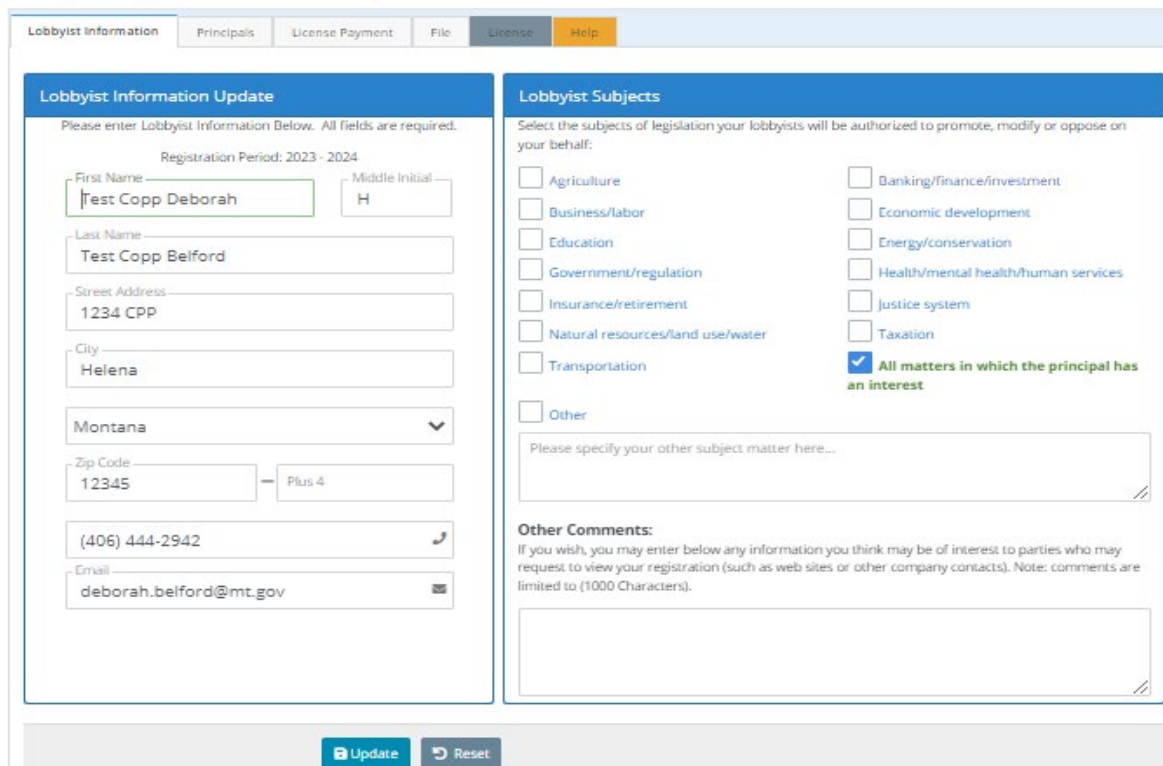 Lobbyist Information
Principals
License Payment
File
License
Help
Lobbyist Information Update
Please enter Lobbyist Information Below. All fields are required.
Registration Period: 2023 - 2024
First Name
Test Copp Deborah
Middle Initial
H
Last Name
Test Copp Belford
Street Address
1234 CPP
City
Helena
Montana
Zip Code
12345
Plus 4
(406) 444-2942
Email
deborah.belford@mt.gov
Lobbyist Subjects
Select the subjects of legislation your lobbyists will be authorized to promote, modify or oppose on
your behalf:
Agriculture
Banking/finance/investment
Business/labor
Economic development
Education
Energy/conservation
Government/regulation
Health/mental health/human services
Insurance/retirement
Justice system
Natural resources/land use/water
Taxation
Transportation
All matters in which the principal has
an interest
Other
Please specify your other subject matter here...
Other Comments:
If you wish, you may enter below any information you think may be of interest to parties who may
request to view your registration (such as web sites or other company contacts). Note: comments are
limited to (1000 Characters).
Update
Reset